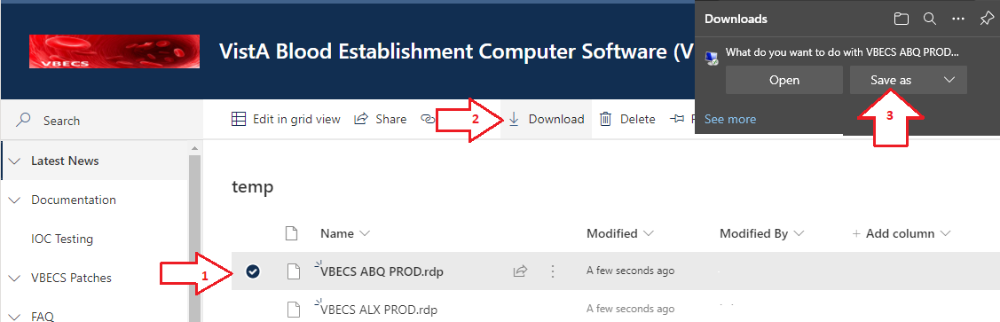 VBECS
VistA Blood Establishment Computer Software (V
Downloads
What do you want to do with VBECS ABQ PROD...
Open
Save as
See more
3
Search
Edit in grid view
Share
2
Download
Delete
Latest News
Documentation
IOC Testing
VBECS Patches
FAQ
temp
Name
Modified
Modified By
+ Add column
1
VBECS ABQ PROD.rdp
A few seconds ago
VBECS ALX PROD.rdp
A few seconds ago